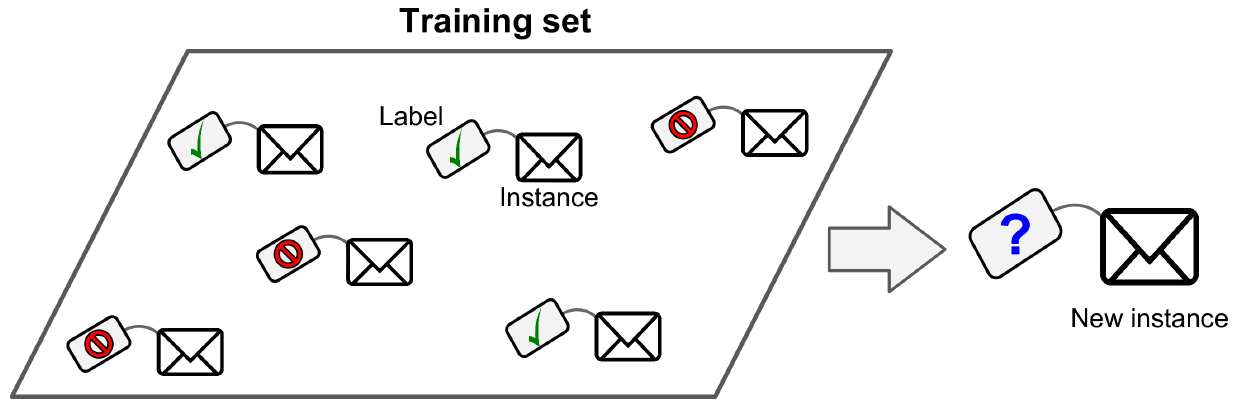 Training set
Label
Instance
?
New instance